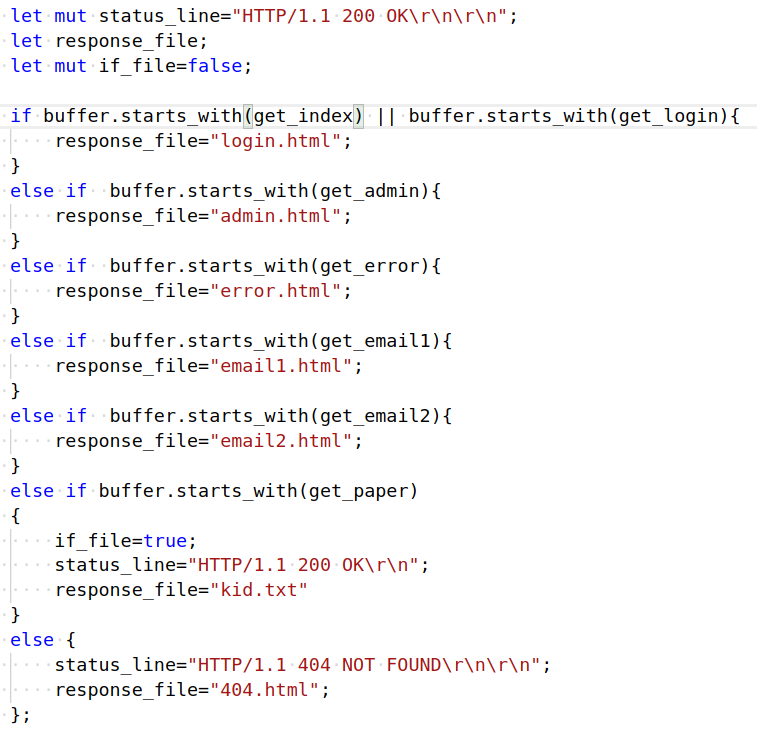 let mut status_line="HTTP/1.1 200 OK\r\n\r\n";
let response_file;
let mut if_file=false;

if buffer.starts_with(get_index) || buffer.starts_with(get_login){
    response_file="login.html";
}
else if  buffer.starts_with(get_admin){
    response_file="admin.html";
}
else if  buffer.starts_with(get_error){
    response_file="error.html";
}
else if  buffer.starts_with(get_email1){
    response_file="email1.html";
}
else if  buffer.starts_with(get_email2){
    response_file="email2.html";
}
else if buffer.starts_with(get_paper)
{
    if_file=true;
    status_line="HTTP/1.1 200 OK\r\n";
    response_file="kid.txt"
}
else {
    status_line="HTTP/1.1 404 NOT FOUND\r\n\r\n";
    response_file="404.html";
};